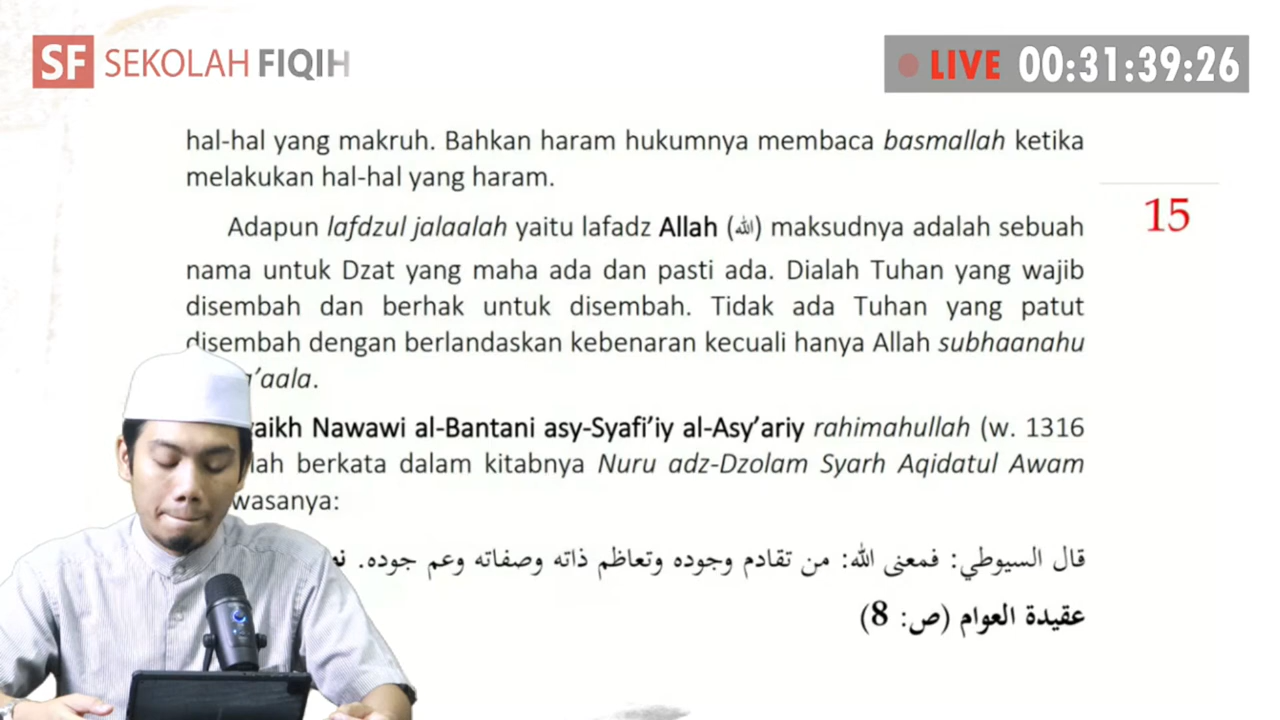 SF SEKOLAH FIQIH
LIVE 00:31:39:26
hal-hal yang makruh. Bahkan haram hukumnya membaca basmallah ketika
melakukan hal-hal yang haram.
15
Adapun lafdzul jalaalah yaitu lafadz Allah (الله) maksudnya adalah sebuah
nama untuk Dzat yang maha ada dan pasti ada. Dialah Tuhan yang wajib
disembah dan berhak untuk disembah. Tidak ada Tuhan yang patut
disembah dengan berlandaskan kebenaran kecuali hanya Allah subhaanahu
a'aala.
aikh Nawawi al-Bantani asy-Syafi'iy al-Asy'ariy rahimahullah (w. 1316
lah berkata dalam kitabnya Nuru adz-Dzolam Syarh Aqidatul Awam
wasanya:
قال السيوطي: فمعنى الله: من تقادم وجوده وتعاظم ذاته وصفاته وعم جوده.
عقيدة العوام (ص: 8)